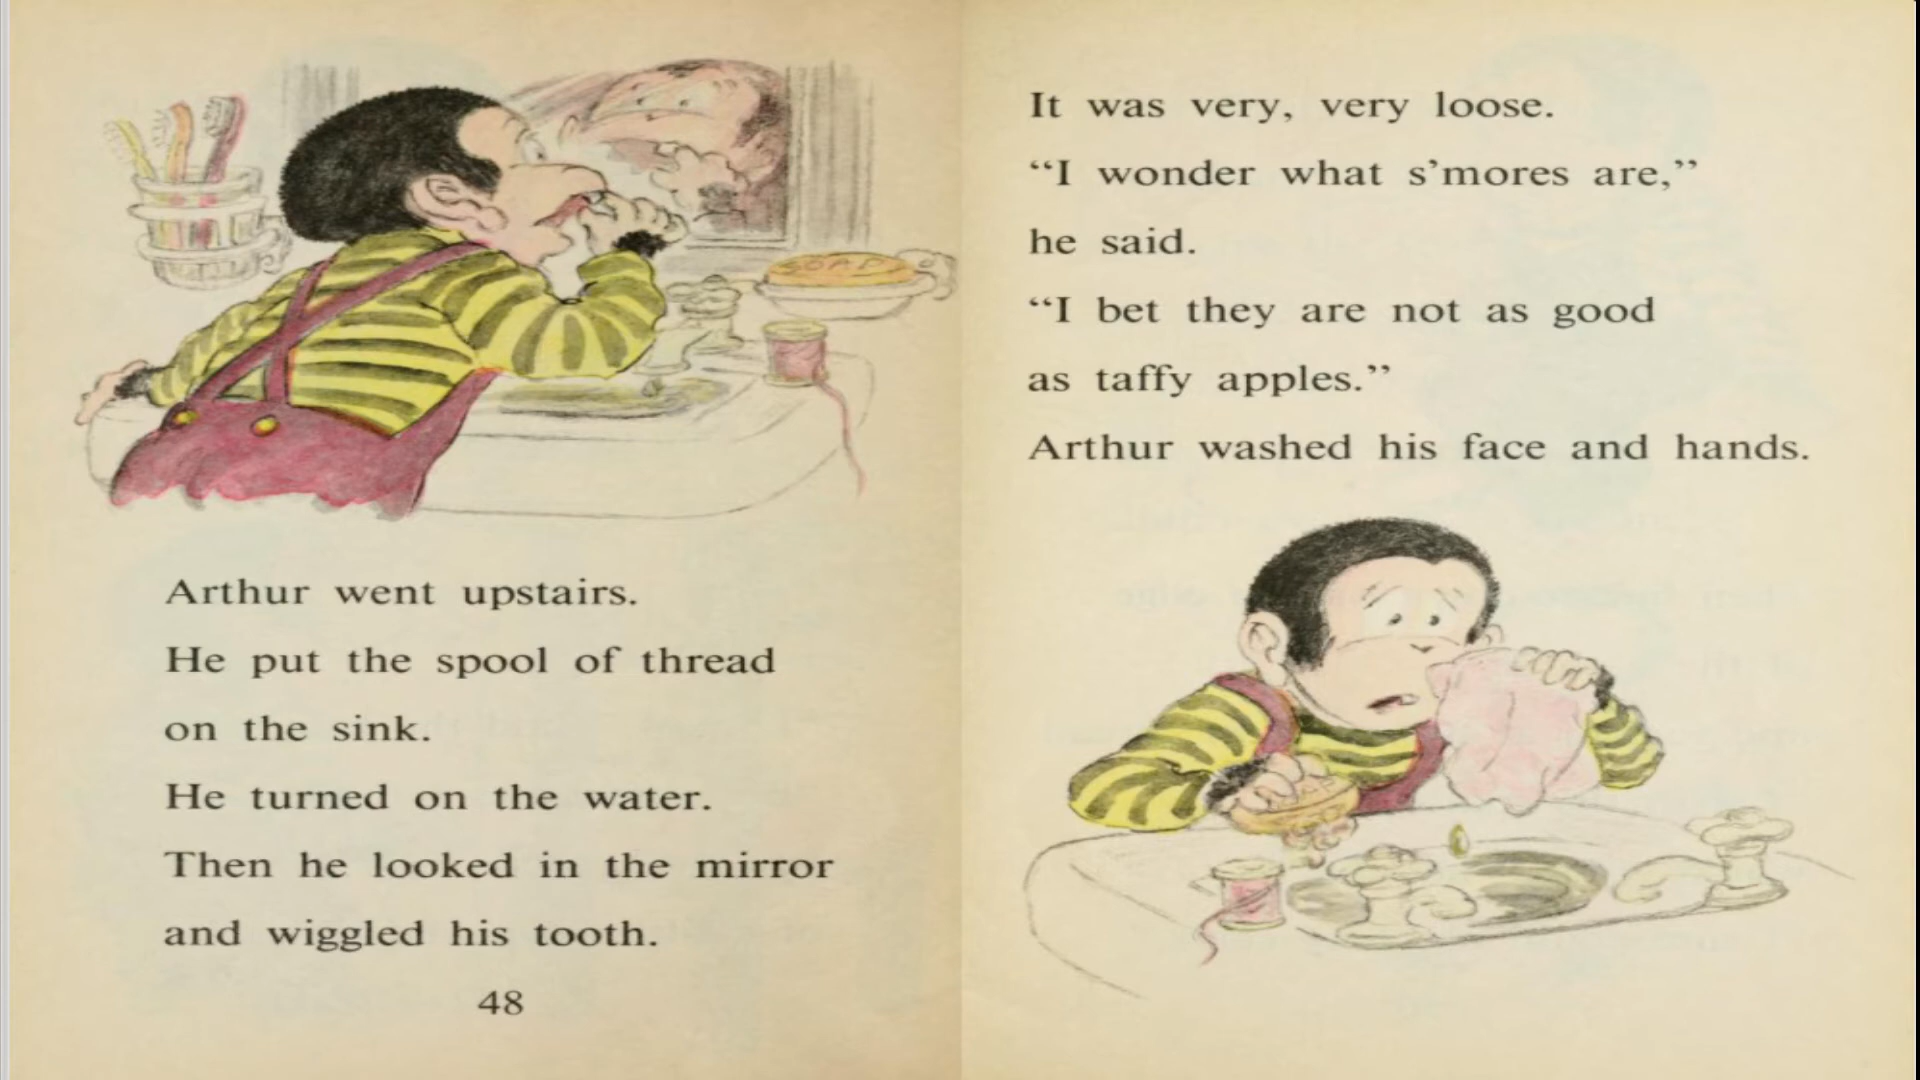 SOAP
Arthur went upstairs.
He put the spool of thread
on the sink.
He turned on the water.
Then he looked in the mirror
and wiggled his tooth.
48
It was very, very loose.
“I wonder what s’mores are,”
he said.
“I bet they are not as good
as taffy apples.”
Arthur washed his face and hands.
SOAP